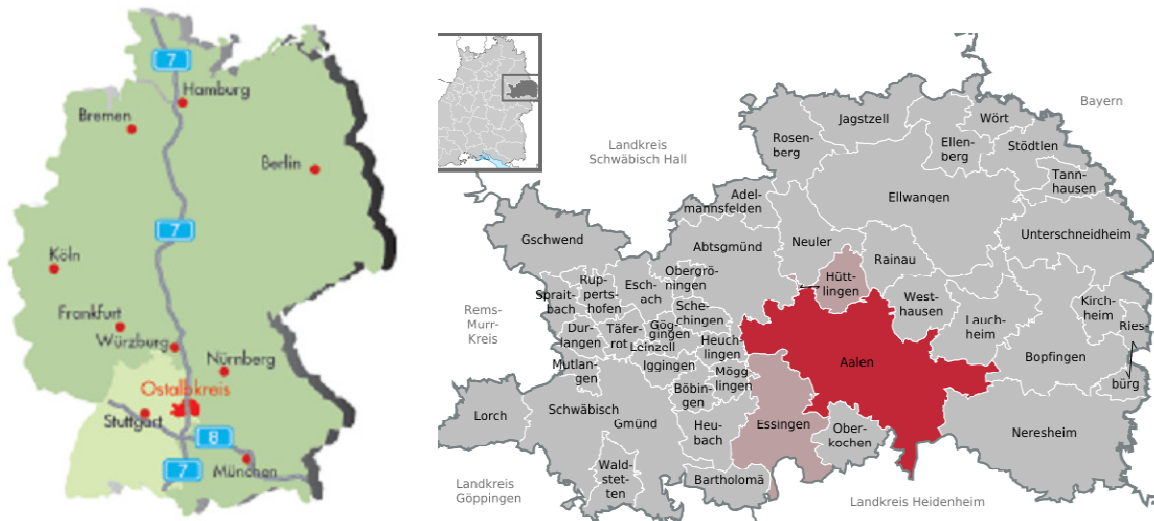 7
Hamburg
Bremen
Berlin
7
Köln
Frankfurt
Würzburg
Nürnberg
Ostalbkreis
Stuttgart
8
München
7
Bayern
Landkreis
Schwäbisch Hall
Rems-
Murr-
Kreis
Landkreis
Göppingen
Landkreis Heidenheim
Jagstzell
Wört
Rosen-
berg
Ellen-
berg
Stödtlen
Tann-
hausen
Adel-
mannsfelden
Ellwangen
Unterschneidheim
Gschwend
Abtsgmünd
Neuler
Rainau
Hütt-
lingen
Obergrö-
ningen
Rup-
perts-
hofen
Esch-
ach
Sprait-
bach
Sche-
chingen
West-
hausen
Lauch-
heim
Kirch-
heim
Ries-
bürg
Dur-
langen
Täfer-
rot
Gög-
gingen
Leinzell
Heuch-
lingen
Mutlan-
gen
Iggingen
Mögg-
lingen
Aalen
Bopfingen
Böbin-
gen
Lorch
Schwäbisch
Gmünd
Heu-
bach
Essingen
Ober-
kochen
Neresheim
Wald-
stet-
ten
Bartholomä